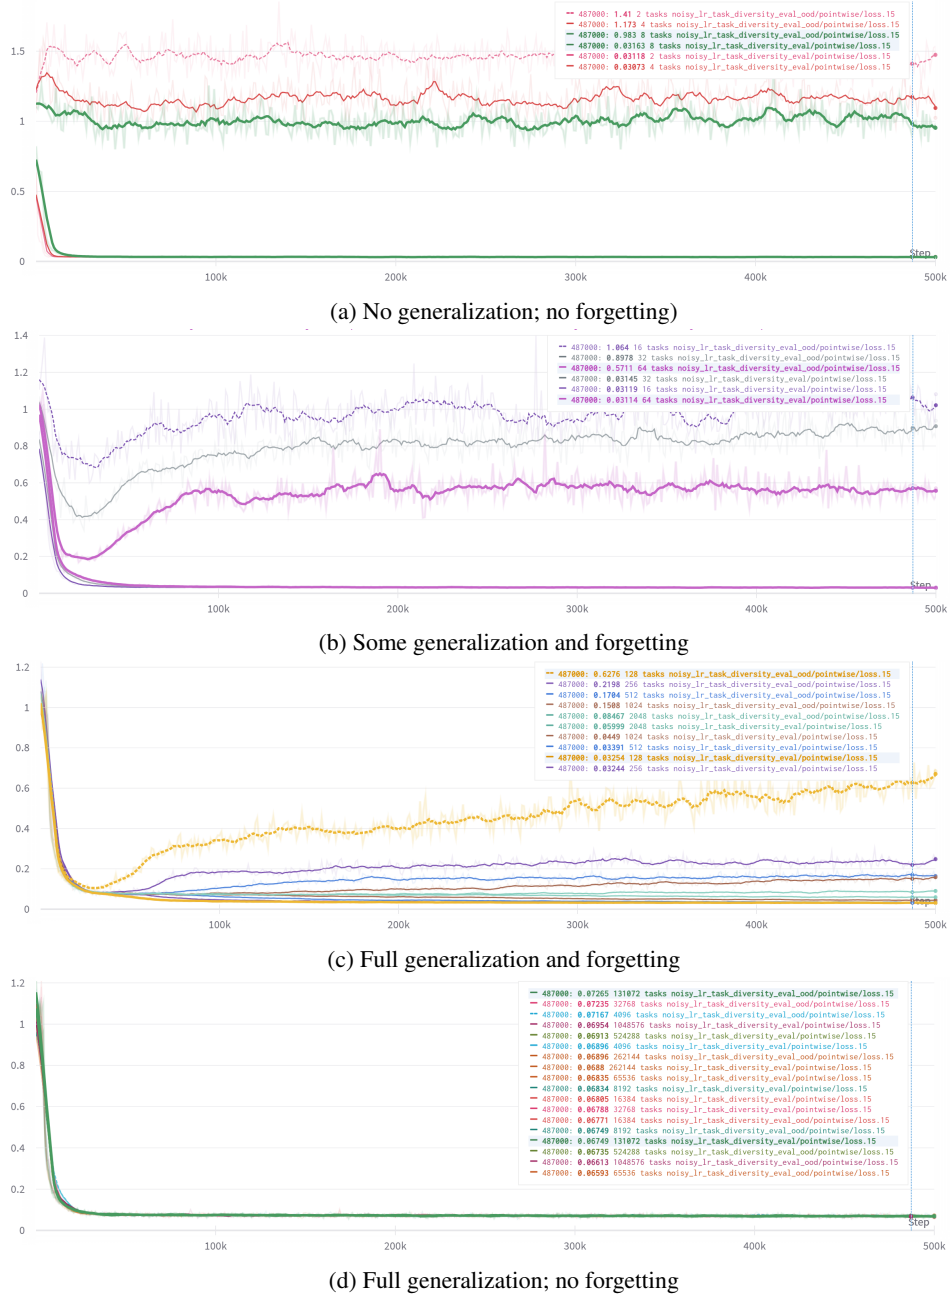 487000: 1.41 2 tasks noisy_lr_task_diversity_eval_ood/pointwise/loss.15
487000: 1.173 4 tasks noisy_lr_task_diversity_eval_ood/pointwise/loss.15
487000: 0.983 8 tasks noisy_lr_task_diversity_eval_ood/pointwise/loss.15
487000: 0.03163 8 tasks noisy_lr_task_diversity_eval/pointwise/loss.15
487000: 0.03118 2 tasks noisy_lr_task_diversity_eval/pointwise/loss.15
487000: 0.03073 4 tasks noisy_lr_task_diversity_eval/pointwise/loss.15
1.5
1
0.5
0
Step
100k 200k 300k 400k 500k
(a) No generalization; no forgetting)
1.4
487000: 1.064 16 tasks noisy_lr_task_diversity_eval_ood/pointwise/loss.15
487000: 0.8978 32 tasks noisy_lr_task_diversity_eval_ood/pointwise/loss.15
487000: 0.5711 64 tasks noisy_lr_task_diversity_eval_ood/pointwise/loss.15
487000: 0.03145 32 tasks noisy_lr_task_diversity_eval/pointwise/loss.15
487000: 0.03119 16 tasks noisy_lr_task_diversity_eval/pointwise/loss.15
487000: 0.03114 64 tasks noisy_lr_task_diversity_eval/pointwise/loss.15
1.2
1
0.8
0.6
0.4
0.2
0
Step
100k 200k 300k 400k 500k
(b) Some generalization and forgetting
1.2
487000: 0.6276 128 tasks noisy_lr_task_diversity_eval_ood/pointwise/loss.15
487000: 0.2198 256 tasks noisy_lr_task_diversity_eval_ood/pointwise/loss.15
487000: 0.1704 512 tasks noisy_lr_task_diversity_eval_ood/pointwise/loss.15
487000: 0.1508 1024 tasks noisy_lr_task_diversity_eval_ood/pointwise/loss.15
487000: 0.08467 2048 tasks noisy_lr_task_diversity_eval_ood/pointwise/loss.15
487000: 0.05999 2048 tasks noisy_lr_task_diversity_eval/pointwise/loss.15
487000: 0.0449 1024 tasks noisy_lr_task_diversity_eval/pointwise/loss.15
487000: 0.03391 512 tasks noisy_lr_task_diversity_eval/pointwise/loss.15
487000: 0.03254 128 tasks noisy_lr_task_diversity_eval/pointwise/loss.15
487000: 0.03244 256 tasks noisy_lr_task_diversity_eval/pointwise/loss.15
1
0.8
0.6
0.4
0.2
0
Step
100k 200k 300k 400k 500k
(c) Full generalization and forgetting
1.2
487000: 0.07265 131072 tasks noisy_lr_task_diversity_eval_ood/pointwise/loss.15
487000: 0.07235 32768 tasks noisy_lr_task_diversity_eval_ood/pointwise/loss.15
487000: 0.07167 4096 tasks noisy_lr_task_diversity_eval_ood/pointwise/loss.15
487000: 0.06954 1048576 tasks noisy_lr_task_diversity_eval/pointwise/loss.15
487000: 0.06913 524288 tasks noisy_lr_task_diversity_eval/pointwise/loss.15
487000: 0.06896 4096 tasks noisy_lr_task_diversity_eval/pointwise/loss.15
487000: 0.06896 262144 tasks noisy_lr_task_diversity_eval_ood/pointwise/loss.15
487000: 0.0688 262144 tasks noisy_lr_task_diversity_eval/pointwise/loss.15
487000: 0.06835 65536 tasks noisy_lr_task_diversity_eval/pointwise/loss.15
487000: 0.06834 8192 tasks noisy_lr_task_diversity_eval/pointwise/loss.15
487000: 0.06805 16384 tasks noisy_lr_task_diversity_eval/pointwise/loss.15
487000: 0.06788 32768 tasks noisy_lr_task_diversity_eval/pointwise/loss.15
487000: 0.06771 16384 tasks noisy_lr_task_diversity_eval_ood/pointwise/loss.15
487000: 0.06749 8192 tasks noisy_lr_task_diversity_eval_ood/pointwise/loss.15
487000: 0.06749 131072 tasks noisy_lr_task_diversity_eval/pointwise/loss.15
487000: 0.06735 524288 tasks noisy_lr_task_diversity_eval_ood/pointwise/loss.15
487000: 0.06613 1048576 tasks noisy_lr_task_diversity_eval_ood/pointwise/loss.15
487000: 0.06593 65536 tasks noisy_lr_task_diversity_eval_ood/pointwise/loss.15
1
0.8
0.6
0.4
0.2
0
Step
100k 200k 300k 400k 500k
(d) Full generalization; no forgetting